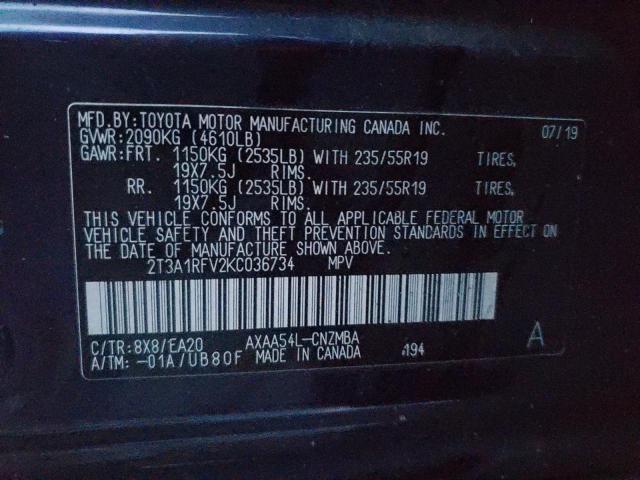 MFD.BY:TOYOTA MOTOR MANUFACTURING CANADA INC. 07/19
GVWR:2090KG (4610LB)
GAWR:FRT. 1150KG (2535LB) WITH 235/55R19 TIRES,
19X7.5J RIMS.
RR. 1150KG (2535LB) WITH 235/55R19 TIRES,
19X7.5J RIMS.
THIS VEHICLE CONFORMS TO ALL APPLICABLE FEDERAL MOTOR
VEHICLE SAFETY AND THEFT PREVENTION STANDARDS IN EFFECT ON
THE DATE OF MANUFACTURE SHOWN ABOVE.
2T3A1RFV2KC036734 MPV
C/TR:8X8/EA20 AXAA54L-CNZMBA 194 A
A/TM: -01A/UB80F MADE IN CANADA